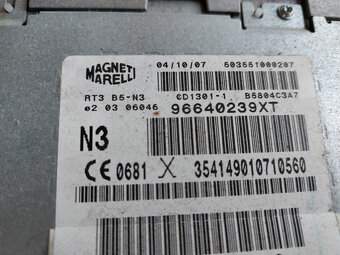 MAGNETI MARELLI
04/10/07 503551000207
RT3 B5-N3 CD1301-1 B5804C3A7
e2 03 06046 96640239XT
N3
CE 0681 X 354149010710560